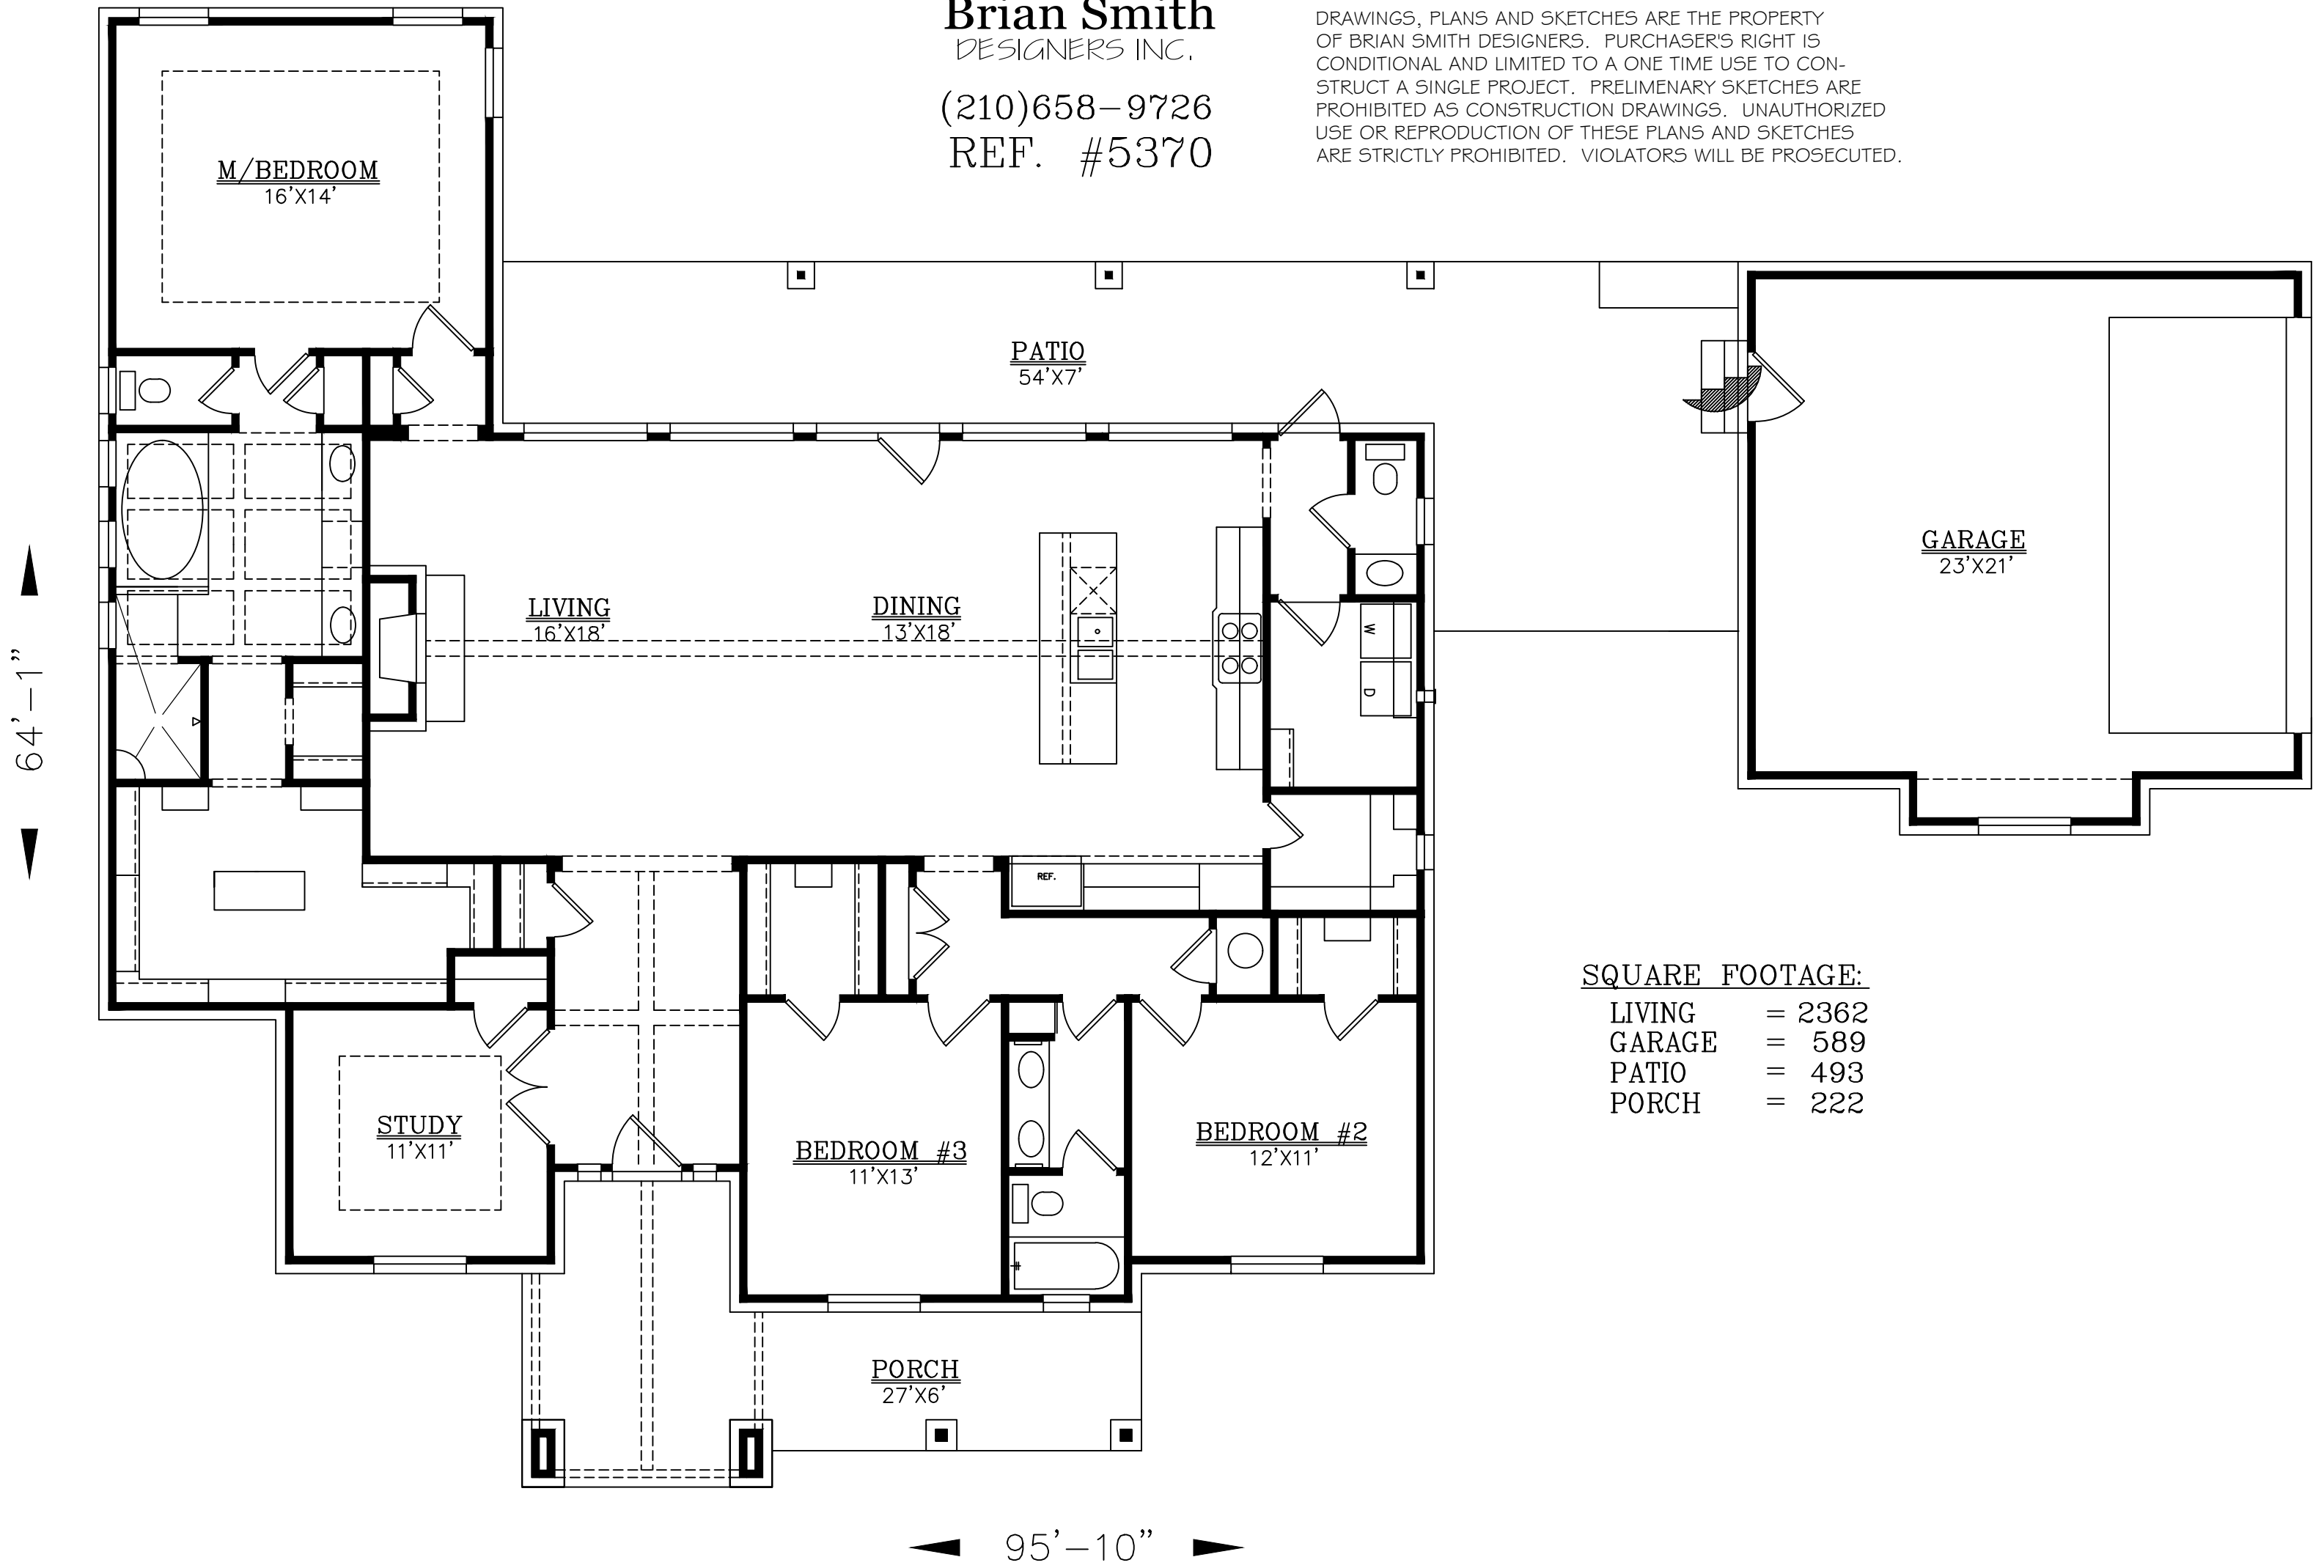 Brian Smith
DESIGNERS INC.
(210)658-9726
REF. #5370
DRAWINGS, PLANS AND SKETCHES ARE THE PROPERTY
OF BRIAN SMITH DESIGNERS. PURCHASER'S RIGHT IS
CONDITIONAL AND LIMITED TO A ONE TIME USE TO CON-
STRUCT A SINGLE PROJECT. PRELIMENARY SKETCHES ARE
PROHIBITED AS CONSTRUCTION DRAWINGS. UNAUTHORIZED
USE OR REPRODUCTION OF THESE PLANS AND SKETCHES
ARE STRICTLY PROHIBITED. VIOLATORS WILL BE PROSECUTED.
M/BEDROOM
16'X14'
PATIO
54'X7'
GARAGE
23'X21'
LIVING
16'X18'
DINING
13'X18'
W
D
64'-1"
REF.
SQUARE FOOTAGE:
LIVING = 2362
GARAGE = 589
PATIO = 493
PORCH = 222
STUDY
11'X11'
BEDROOM #3
11'X13'
BEDROOM #2
12'X11'
PORCH
27'X6'
95'-10"